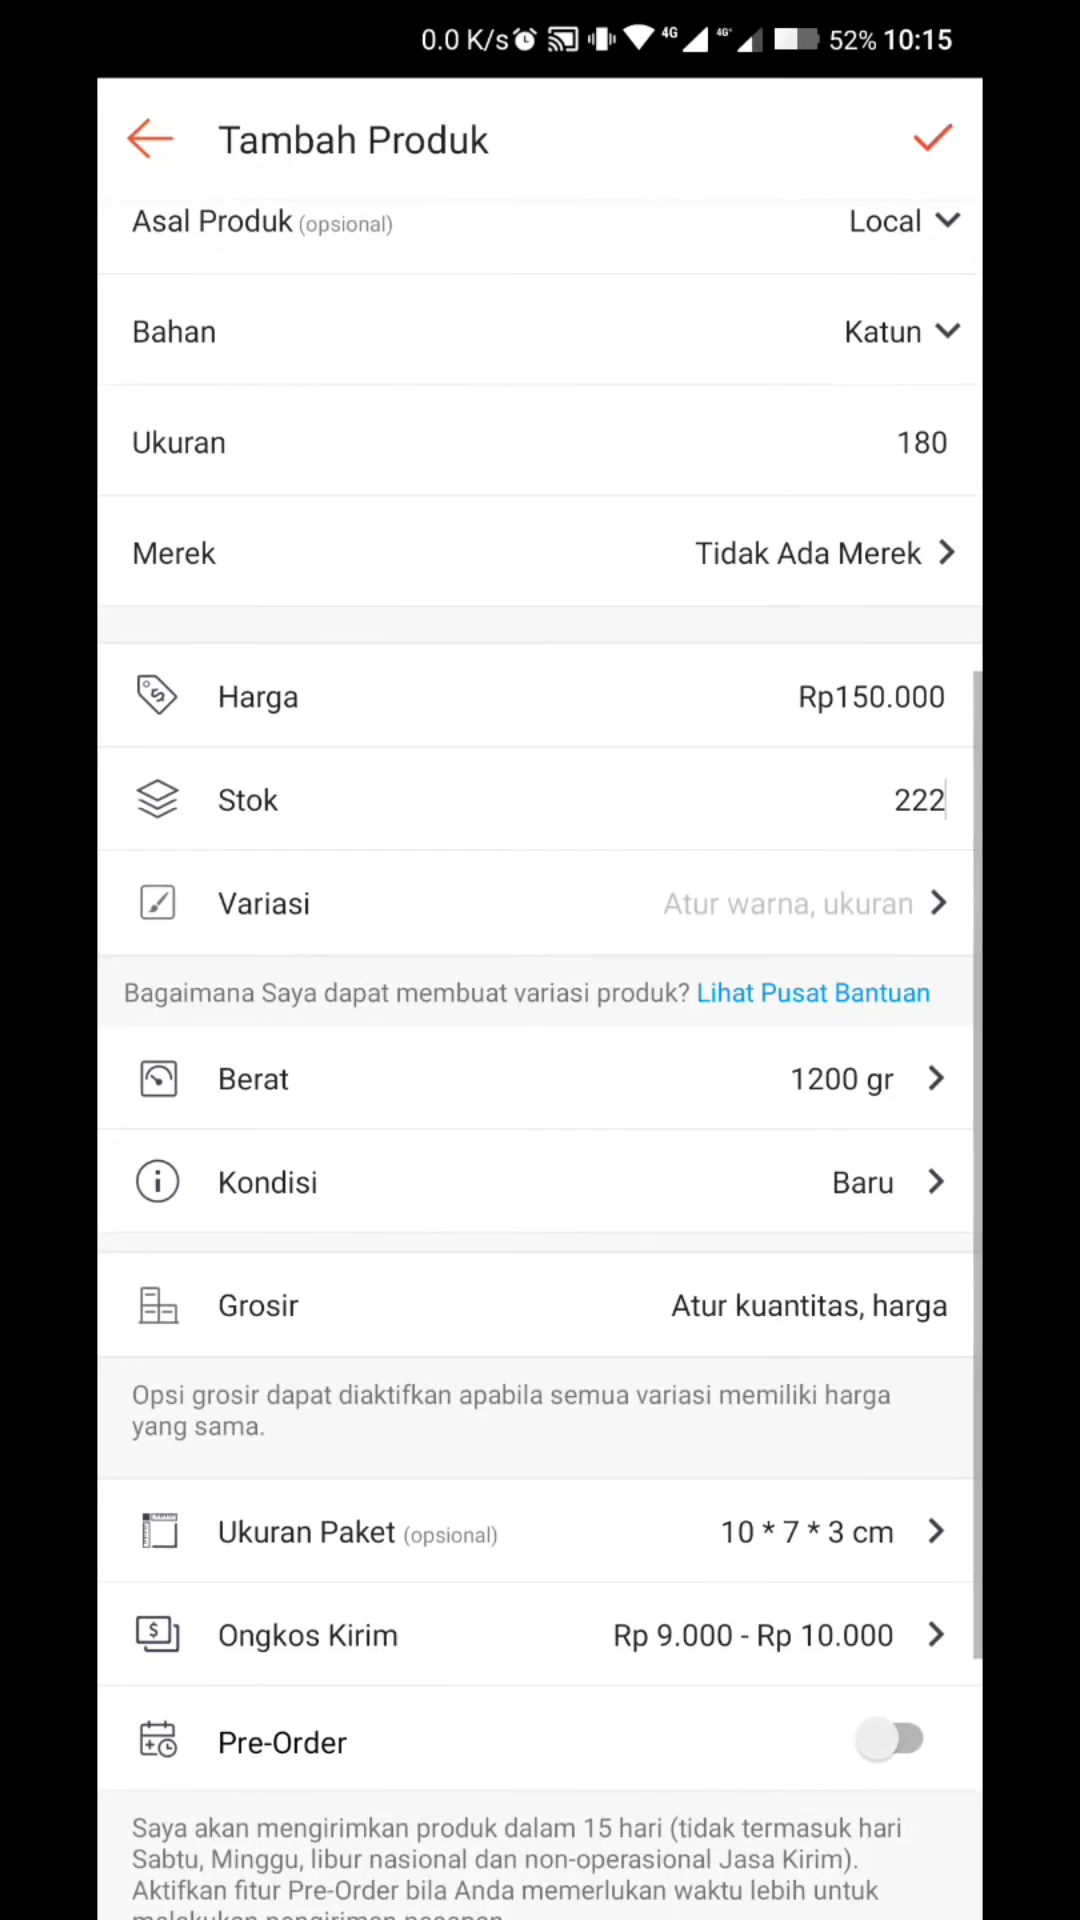 0.0 K/s 4G 4G+ 52% 10:15
Tambah Produk
Asal Produk (opsional) Local
Bahan Katun
Ukuran 180
Merek Tidak Ada Merek
Harga Rp150.000
Stok 222
Variasi Atur warna, ukuran
Bagaimana Saya dapat membuat variasi produk? Lihat Pusat Bantuan
Berat 1200 gr
Kondisi Baru
Grosir Atur kuantitas, harga
Opsi grosir dapat diaktifkan apabila semua variasi memiliki harga
yang sama.
Ukuran Paket (opsional) 10 * 7 * 3 cm
Ongkos Kirim Rp 9.000 - Rp 10.000
Pre-Order
Saya akan mengirimkan produk dalam 15 hari (tidak termasuk hari
Sabtu, Minggu, libur nasional dan non-operasional Jasa Kirim).
Aktifkan fitur Pre-Order bila Anda memerlukan waktu lebih untuk
melakukan pengiriman pesanan.